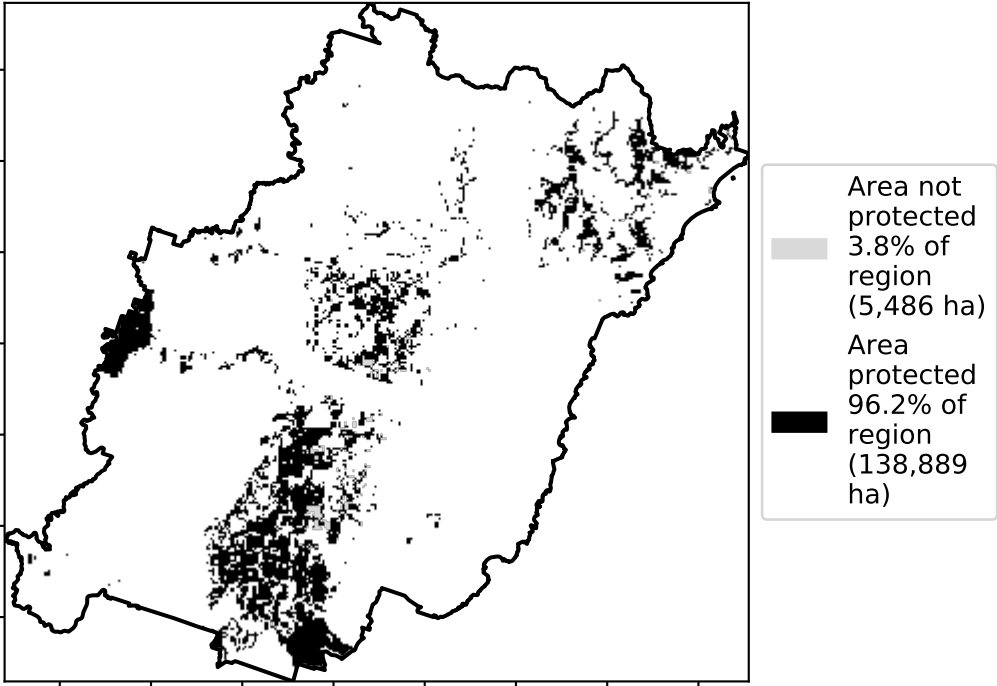 Area not
protected
3.8% of
region
(5,486 ha)
Area
protected
96.2% of
region
(138,889
ha)